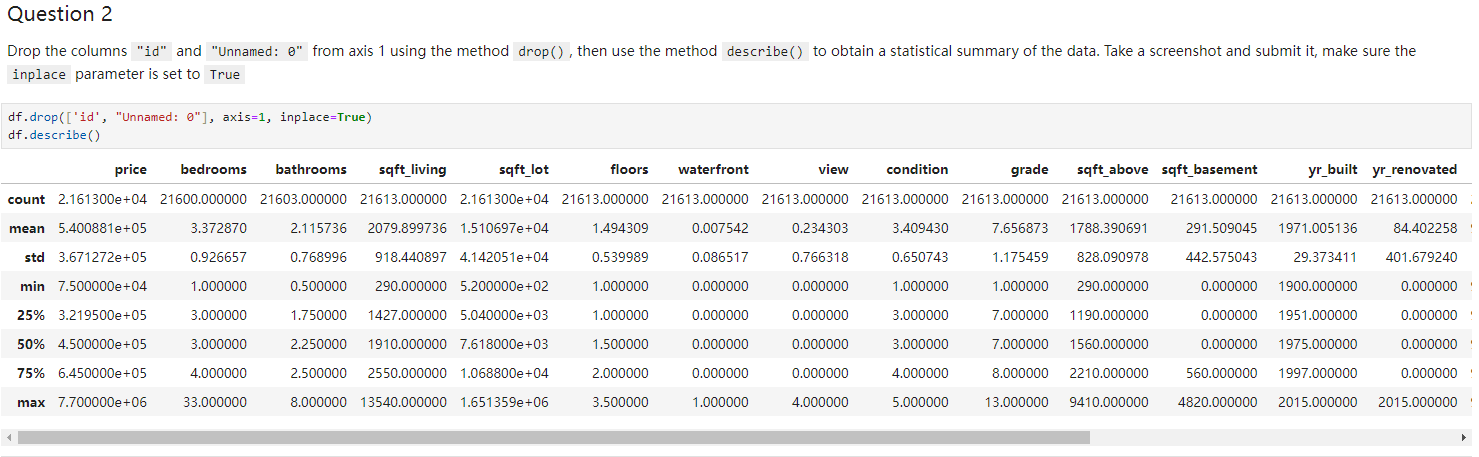 Question 2
Drop the columns "id" and "Unnamed: 0" from axis 1 using the method drop(), then use the method describe() to obtain a statistical summary of the data. Take a screenshot and submit it, make sure the
inplace parameter is set to True
df.drop(['id', "Unnamed: 0"], axis=1, inplace=True)
df.describe()
price bedrooms bathrooms sqft_living sqft_lot floors waterfront view condition grade sqft_above sqft_basement yr_built yr_renovated
count 2.161300e+04 21600.000000 21603.000000 21613.000000 2.161300e+04 21613.000000 21613.000000 21613.000000 21613.000000 21613.000000 21613.000000 21613.000000 21613.000000 21613.000000
mean 5.400881e+05 3.372870 2.115736 2079.899736 1.510697e+04 1.494309 0.007542 0.234303 3.409430 7.656873 1788.390691 291.509045 1971.005136 84.402258
std 3.671272e+05 0.926657 0.768996 918.440897 4.142051e+04 0.539989 0.086517 0.766318 0.650743 1.175459 828.090978 442.575043 29.373411 401.679240
min 7.500000e+04 1.000000 0.500000 290.000000 5.200000e+02 1.000000 0.000000 0.000000 1.000000 1.000000 290.000000 0.000000 1900.000000 0.000000
25% 3.219500e+05 3.000000 1.750000 1427.000000 5.040000e+03 1.000000 0.000000 0.000000 3.000000 7.000000 1190.000000 0.000000 1951.000000 0.000000
50% 4.500000e+05 3.000000 2.250000 1910.000000 7.618000e+03 1.500000 0.000000 0.000000 3.000000 7.000000 1560.000000 0.000000 1975.000000 0.000000
75% 6.450000e+05 4.000000 2.500000 2550.000000 1.068800e+04 2.000000 0.000000 0.000000 4.000000 8.000000 2210.000000 560.000000 1997.000000 0.000000
max 7.700000e+06 33.000000 8.000000 13540.000000 1.651359e+06 3.500000 1.000000 4.000000 5.000000 13.000000 9410.000000 4820.000000 2015.000000 2015.000000